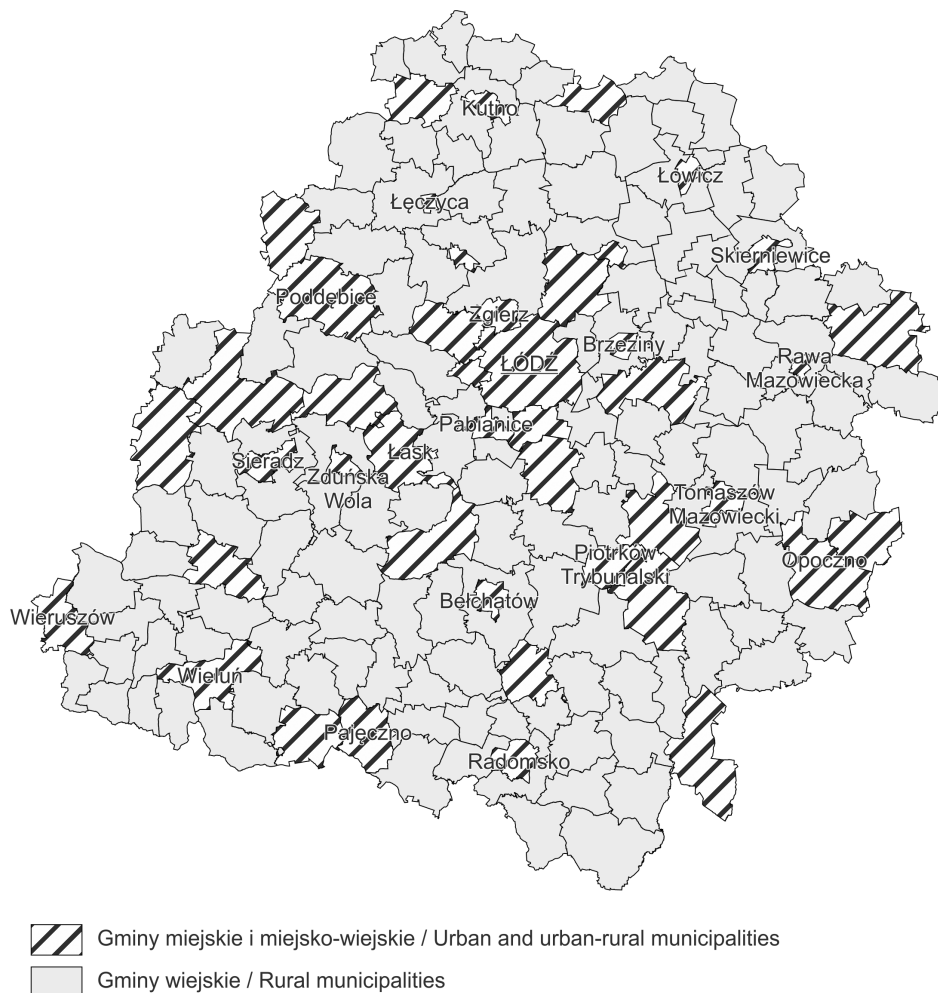 Kutno
Łowicz
Łęczyca
Skierniewice
Poddębice
Zgierz
Brzeziny
Rawa
Mazowiecka
ŁÓDŹ
Pabianice
Łask
Sieradz
Zduńska
Wola
Tomaszów
Mazowiecki
Opoczno
Piotrków
Trybunalski
Bełchatów
Wieruszów
Wieluń
Pajęczno
Radomsko
Gminy miejskie i miejsko-wiejskie / Urban and urban-rural municipalities
Gminy wiejskie / Rural municipalities